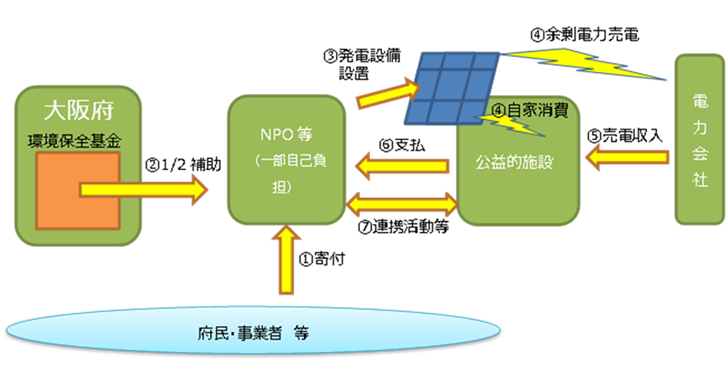 ④余剰電力売電
③発電設備
設置
大阪府
環境保全基金
②1/2 補助
NPO 等
(一部自己負
担)
④自家消費
公益的施設
⑤売電収入
電力会社
⑥支払
⑦連携活動等
①寄付
府民・事業者 等